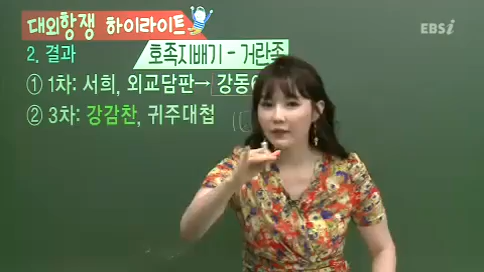 대외항쟁 하이라이트
EBSi
2. 결과
호족지배기 - 거란족
① 1차: 서희, 외교담판→ 강동
② 3차: 강감찬, 귀주대첩